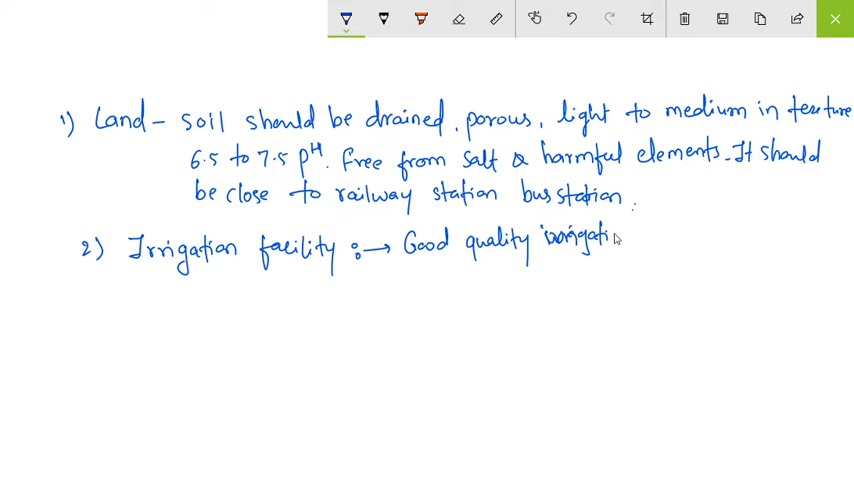 1) Land - soil should be drained, porous, light to medium in texture
6.5 to 7.5 pH. Free from salt & harmful elements. It should
be close to railway station bus station.
2) Irrigation facility :→ Good quality irrigati